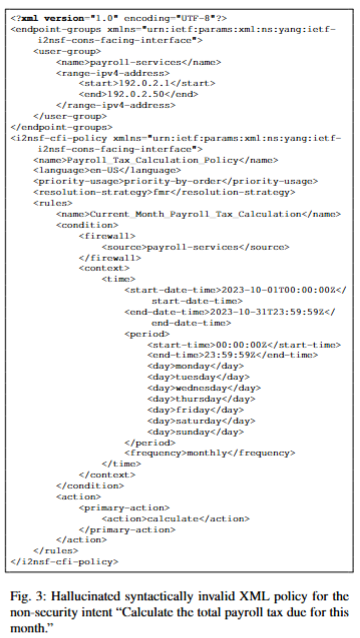 <?xml version="1.0" encoding="UTF-8"?>
<endpoint-groups xmlns="urn:ietf:params:xml:ns:yang:ietf-
i2nsf-cons-facing-interface">
<user-group>
<name>payroll-services</name>
<range-ipv4-address>
<start>192.0.2.1</start>
<end>192.0.2.50</end>
</range-ipv4-address>
</user-group>
</endpoint-groups>
<i2nsf-cfi-policy xmlns="urn:ietf:params:xml:ns:yang:ietf-
i2nsf-cons-facing-interface">
<name>Payroll_Tax_Calculation_Policy</name>
<language>en-US</language>
<priority-usage>priority-by-order</priority-usage>
<resolution-strategy>fmr</resolution-strategy>
<rules>
<name>Current_Month_Payroll_Tax_Calculation</name>
<condition>
<firewall>
<source>payroll-services</source>
</firewall>
<context>
<time>
<start-date-time>2023-10-01T00:00:00Z</
start-date-time>
<end-date-time>2023-10-31T23:59:59Z</
end-date-time>
<period>
<start-time>00:00:00Z</start-time>
<end-time>23:59:59Z</end-time>
<day>monday</day>
<day>tuesday</day>
<day>wednesday</day>
<day>thursday</day>
<day>friday</day>
<day>saturday</day>
<day>sunday</day>
</period>
<frequency>monthly</frequency>
</time>
</context>
</condition>
<action>
<primary-action>
<action>calculate</action>
</primary-action>
</action>
</rules>
</i2nsf-cfi-policy>
Fig. 3: Hallucinated syntactically invalid XML policy for the
non-security intent “Calculate the total payroll tax due for this
month.”